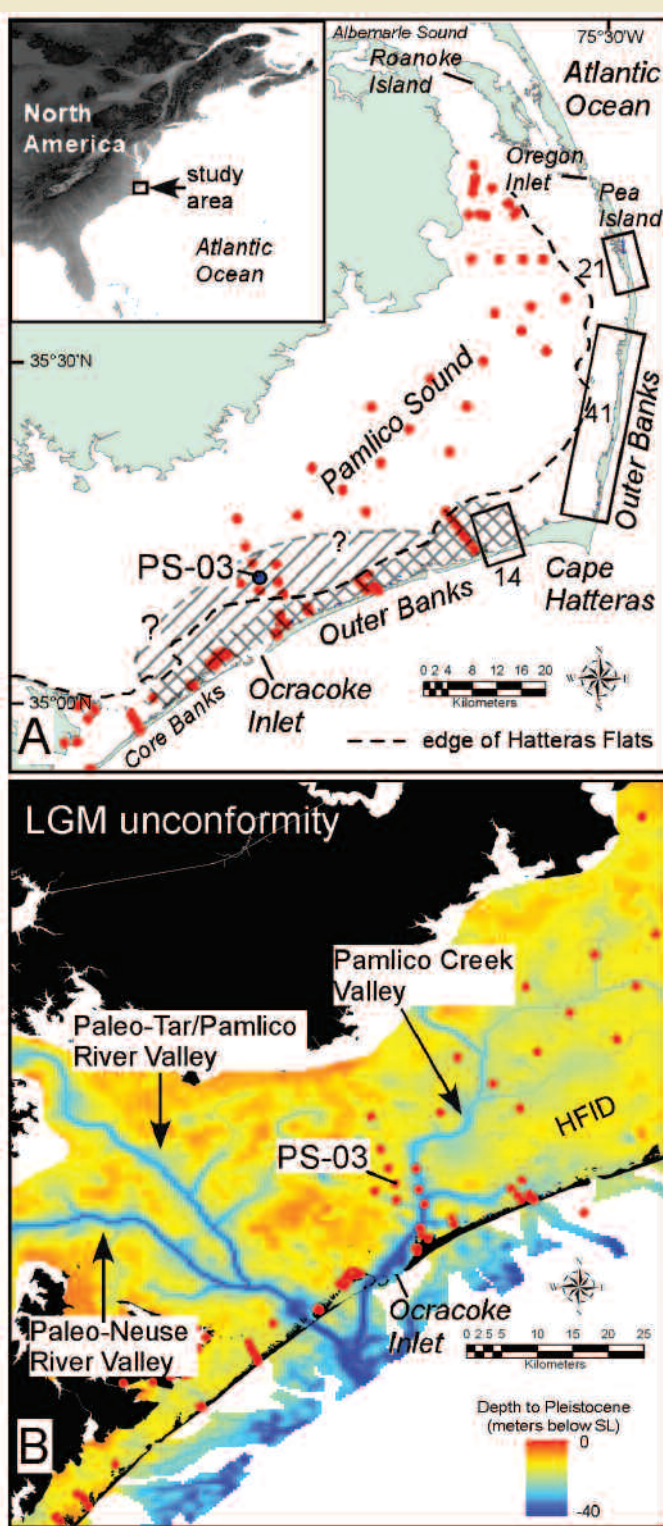 75°30'W
Albemarle Sound
Roanoke
Island
Atlantic
Ocean
North
America
Oregon
Inlet
study
area
Pea
Island
Atlantic
Ocean
21
35°30'N
Pamlico Sound
41
Outer Banks
?
PS-03
14
Cape
Hatteras
?
Outer Banks
Ocracoke
Inlet
0 2 4 8 12 16 20
Kilometers
N
W E
S
35°00'N
Core Banks
A
edge of Hatteras Flats
LGM unconformity
Pamlico Creek
Valley
Paleo-Tar/Pamlico
River Valley
HFID
PS-03
Ocracoke
Inlet
N
W E
S
Paleo-Neuse
River Valley
0 2.5 5 10 15 20 25
Kilometers
Depth to Pleistocene
(meters below SL)
0
-40
B